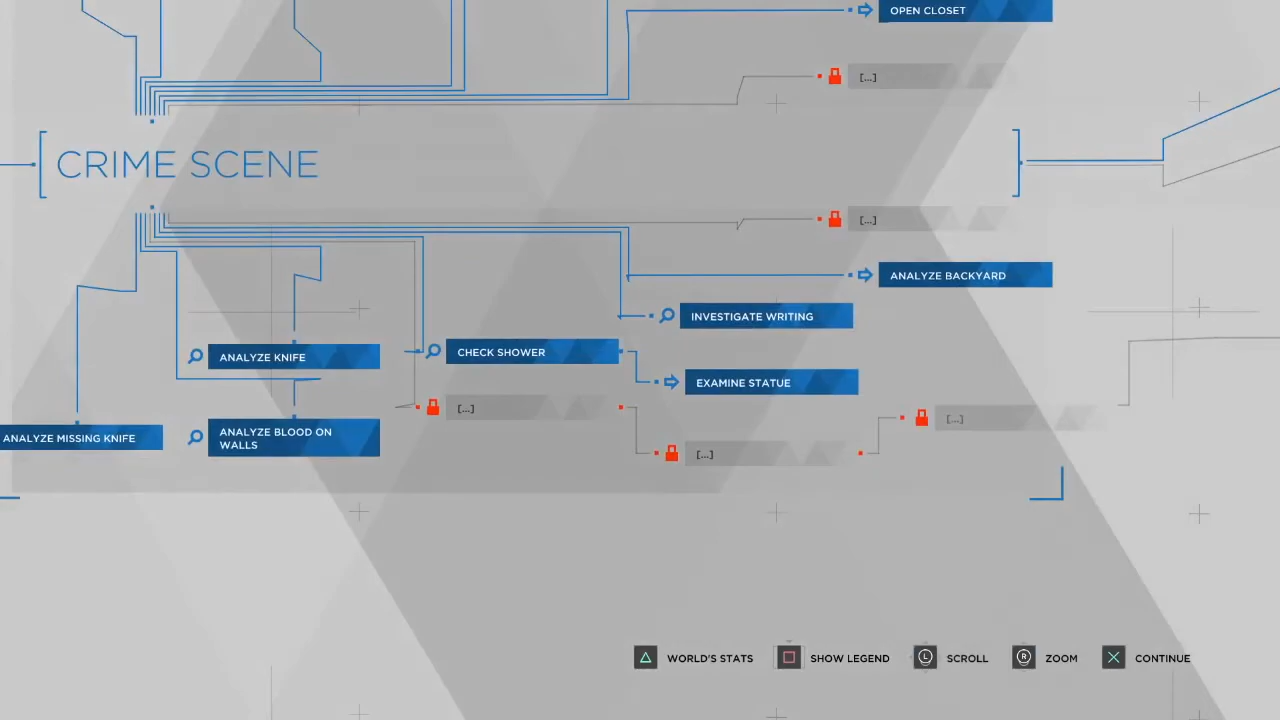 OPEN CLOSET
[...]
CRIME SCENE
[...]
ANALYZE BACKYARD
INVESTIGATE WRITING
CHECK SHOWER
ANALYZE KNIFE
EXAMINE STATUE
[...]
[...]
ANALYZE MISSING KNIFE
ANALYZE BLOOD ON
WALLS
[...]
WORLD'S STATS
SHOW LEGEND
L
SCROLL
R
ZOOM
CONTINUE